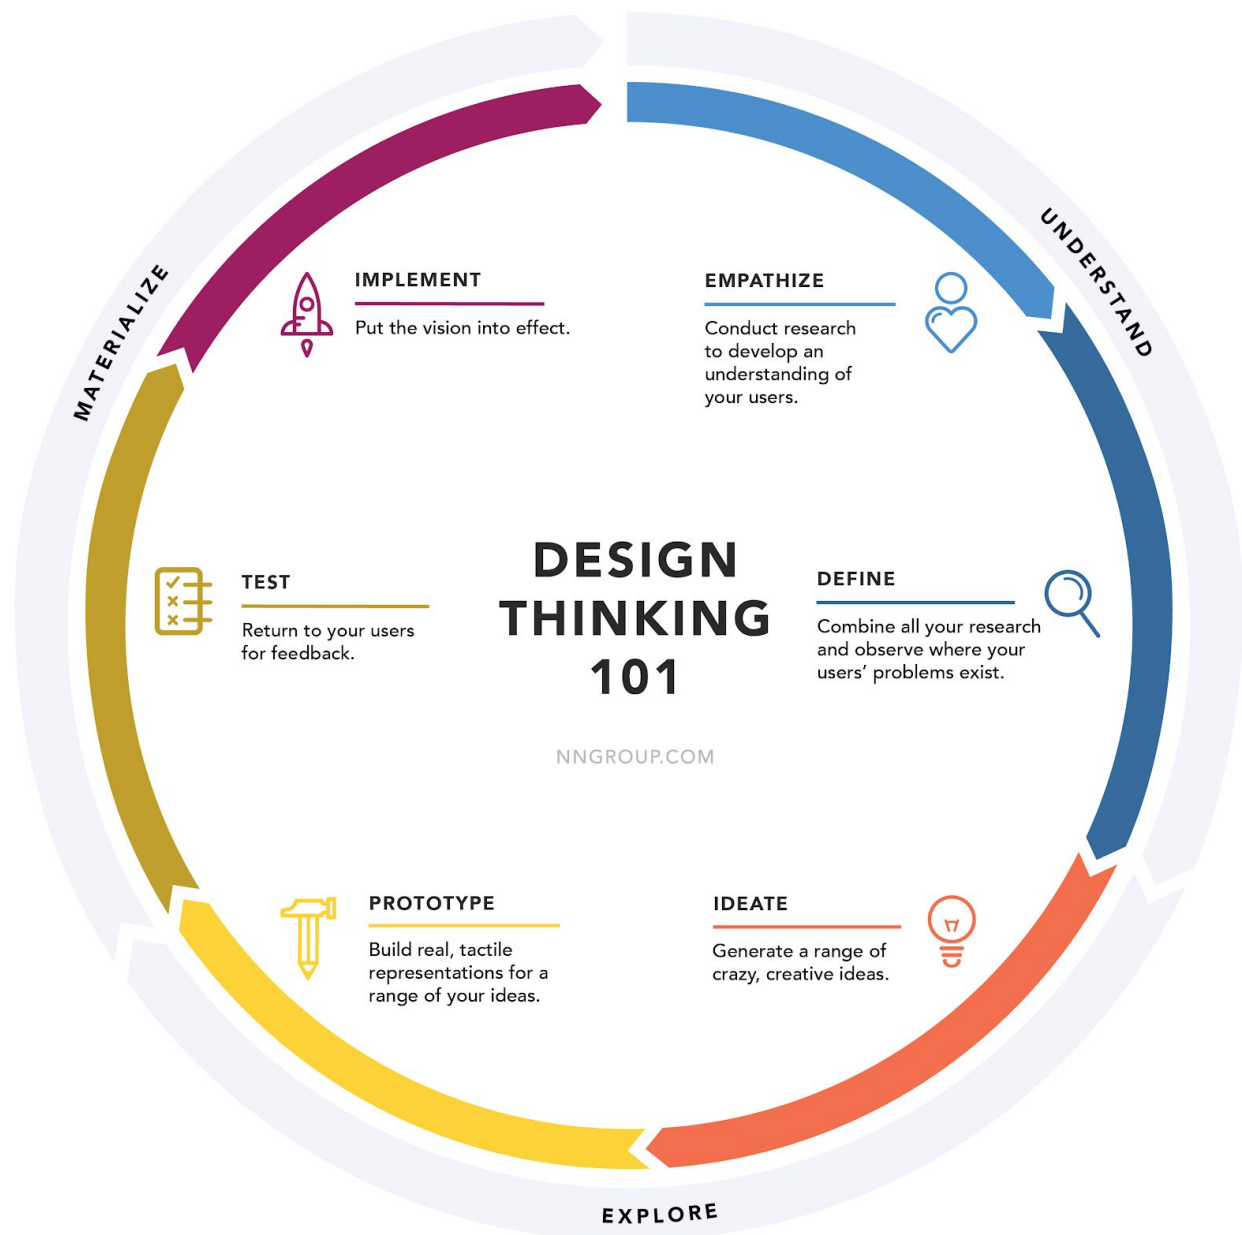 DESIGN
THINKING
101
NNGROUP.COM
UNDERSTAND
EMPATHIZE
Conduct research
to develop an
understanding of
your users.
DEFINE
Combine all your research
and observe where your
users’ problems exist.
EXPLORE
IDEATE
Generate a range of
crazy, creative ideas.
PROTOTYPE
Build real, tactile
representations for a
range of your ideas.
MATERIALIZE
TEST
Return to your users
for feedback.
IMPLEMENT
Put the vision into effect.